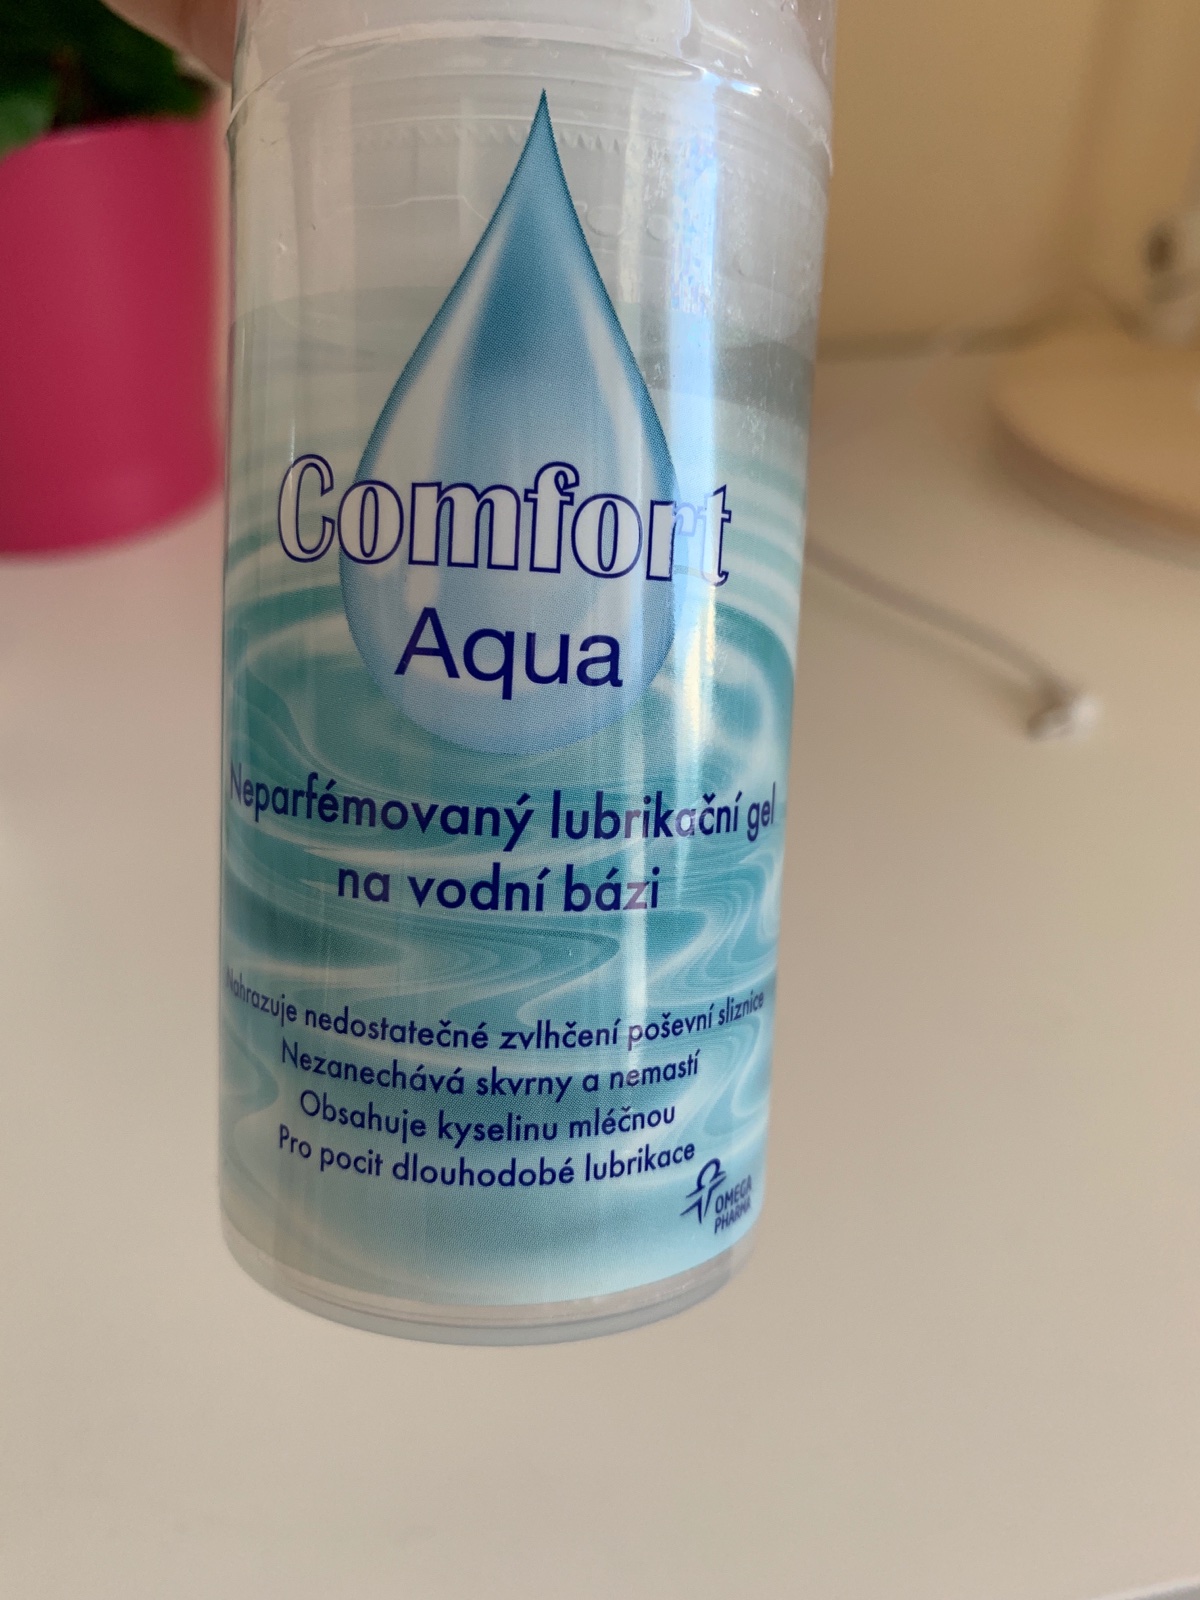 Comfort
Aqua
Neparfémovaný lubrikační gel
na vodní bázi
Nahrazuje nedostatečné zvlhčení poševní sliznice
Nezanechává skvrny a nemastí
Obsahuje kyselinu mléčnou
Pro pocit dlouhodobé lubrikace
OMEGA
PHARMA